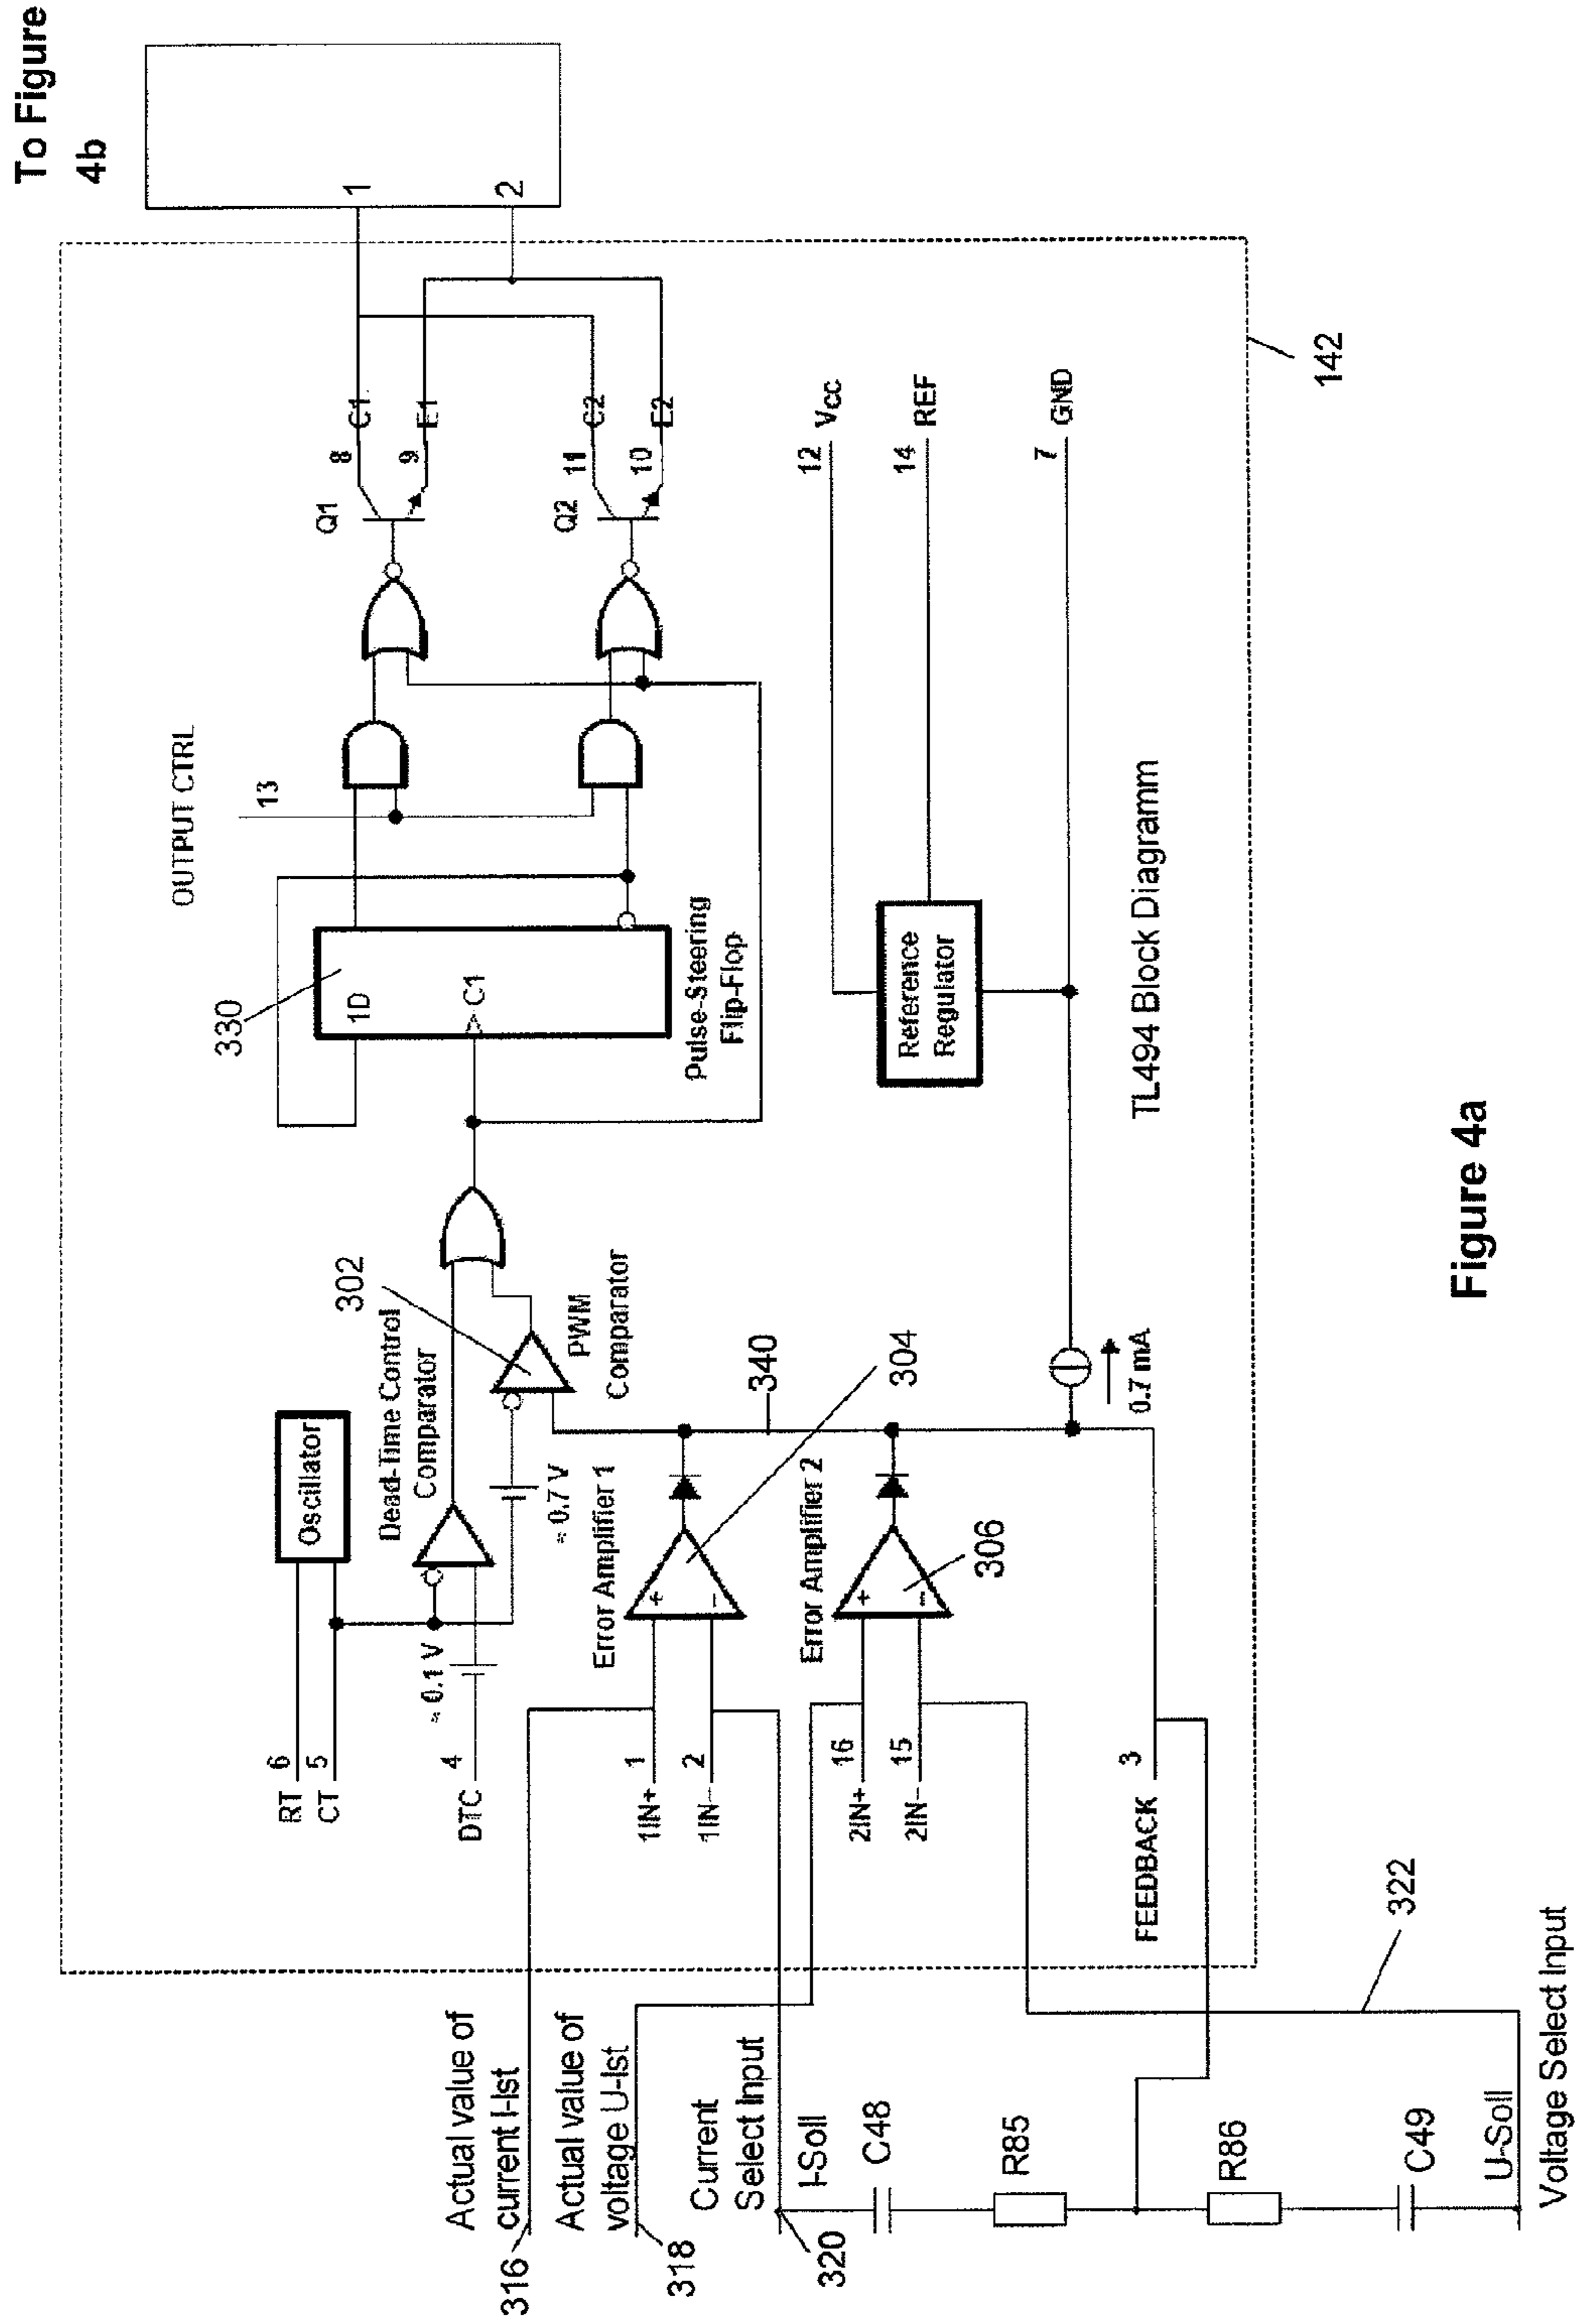 To Figure
4b
1
2
OUTPUT CTRL
13
330
1D
C1
Pulse-Steering
Flip-Flop
Q1
8
C1
9
E1
Q2
11
C2
10
E2
RT
6
CT
5
Oscillator
DTC
4
≈ 0.1 V
Dead-Time Control
Comparator
302
PWM
Comparator
≈ 0.7 V
Error Amplifier 1
1IN+
1
1IN–
2
+
–
304
340
Error Amplifier 2
2IN+
16
2IN–
15
+
–
306
FEEDBACK
3
0.7 mA
12
Vcc
14
REF
7
GND
Reference
Regulator
TL494 Block Diagramm
142
Actual value of
current I-Ist
316
Actual value of
voltage U-Ist
318
Current
Select Input
I-Soll
320
C48
R85
R86
C49
U-Soll
322
Voltage Select Input
Figure 4a